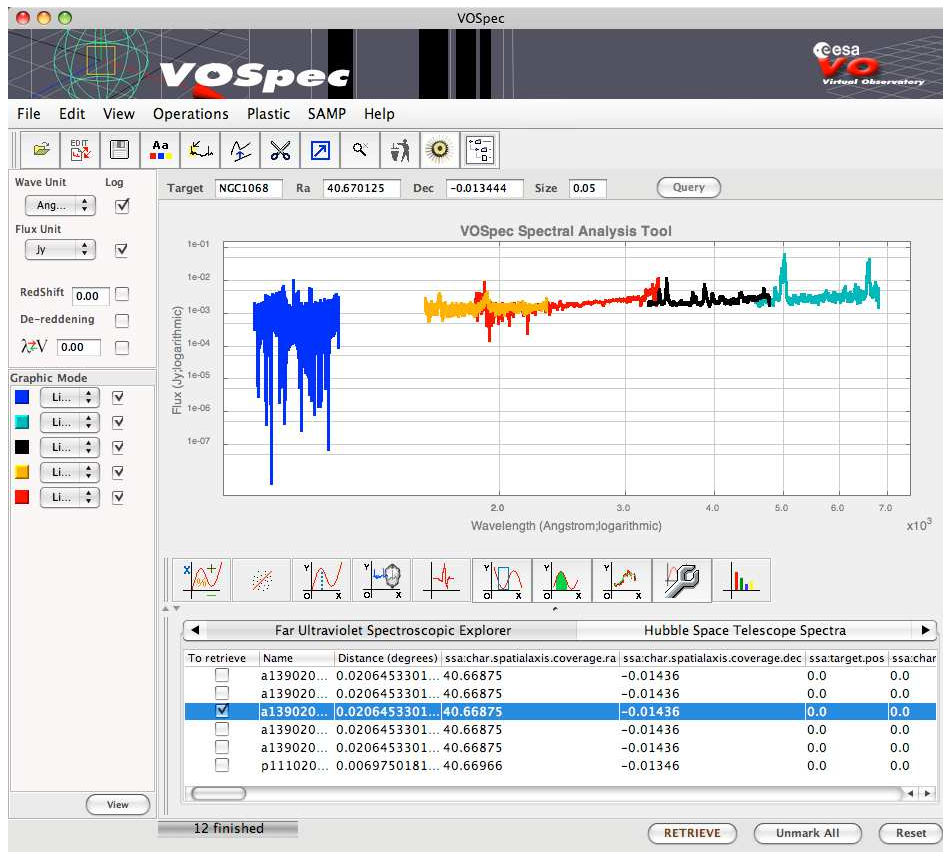 VOSpec
VOSpec
esa
VO
Virtual Observatory
File Edit View Operations Plastic SAMP Help
EDIT
Aa
Wave Unit Log
Ang...
Flux Unit
Jy
RedShift 0.00
De-reddening
λ⇄V 0.00
Graphic Mode
Li...
Li...
Li...
Li...
Li...
View
Target NGC1068 Ra 40.670125 Dec -0.013444 Size 0.05 Query
VOSpec Spectral Analysis Tool
1e-01
1e-02
1e-03
1e-04
1e-05
1e-06
1e-07
Flux (Jy;logarithmic)
2.0 3.0 4.0 5.0 6.0 7.0
Wavelength (Angstrom;logarithmic)
x10³
Far Ultraviolet Spectroscopic Explorer Hubble Space Telescope Spectra
To retrieve Name Distance (degrees) ssa:char.spatialaxis.coverage.ra ssa:char.spatialaxis.coverage.dec ssa:target.pos ssa:char
a139020... 0.0206453301... 40.66875 -0.01436 0.0 0.0
a139020... 0.0206453301... 40.66875 -0.01436 0.0 0.0
a139020... 0.0206453301... 40.66875 -0.01436 0.0 0.0
a139020... 0.0206453301... 40.66875 -0.01436 0.0 0.0
a139020... 0.0206453301... 40.66875 -0.01436 0.0 0.0
p111020... 0.0069750181... 40.66966 -0.01346 0.0 0.0
12 finished
RETRIEVE Unmark All Reset